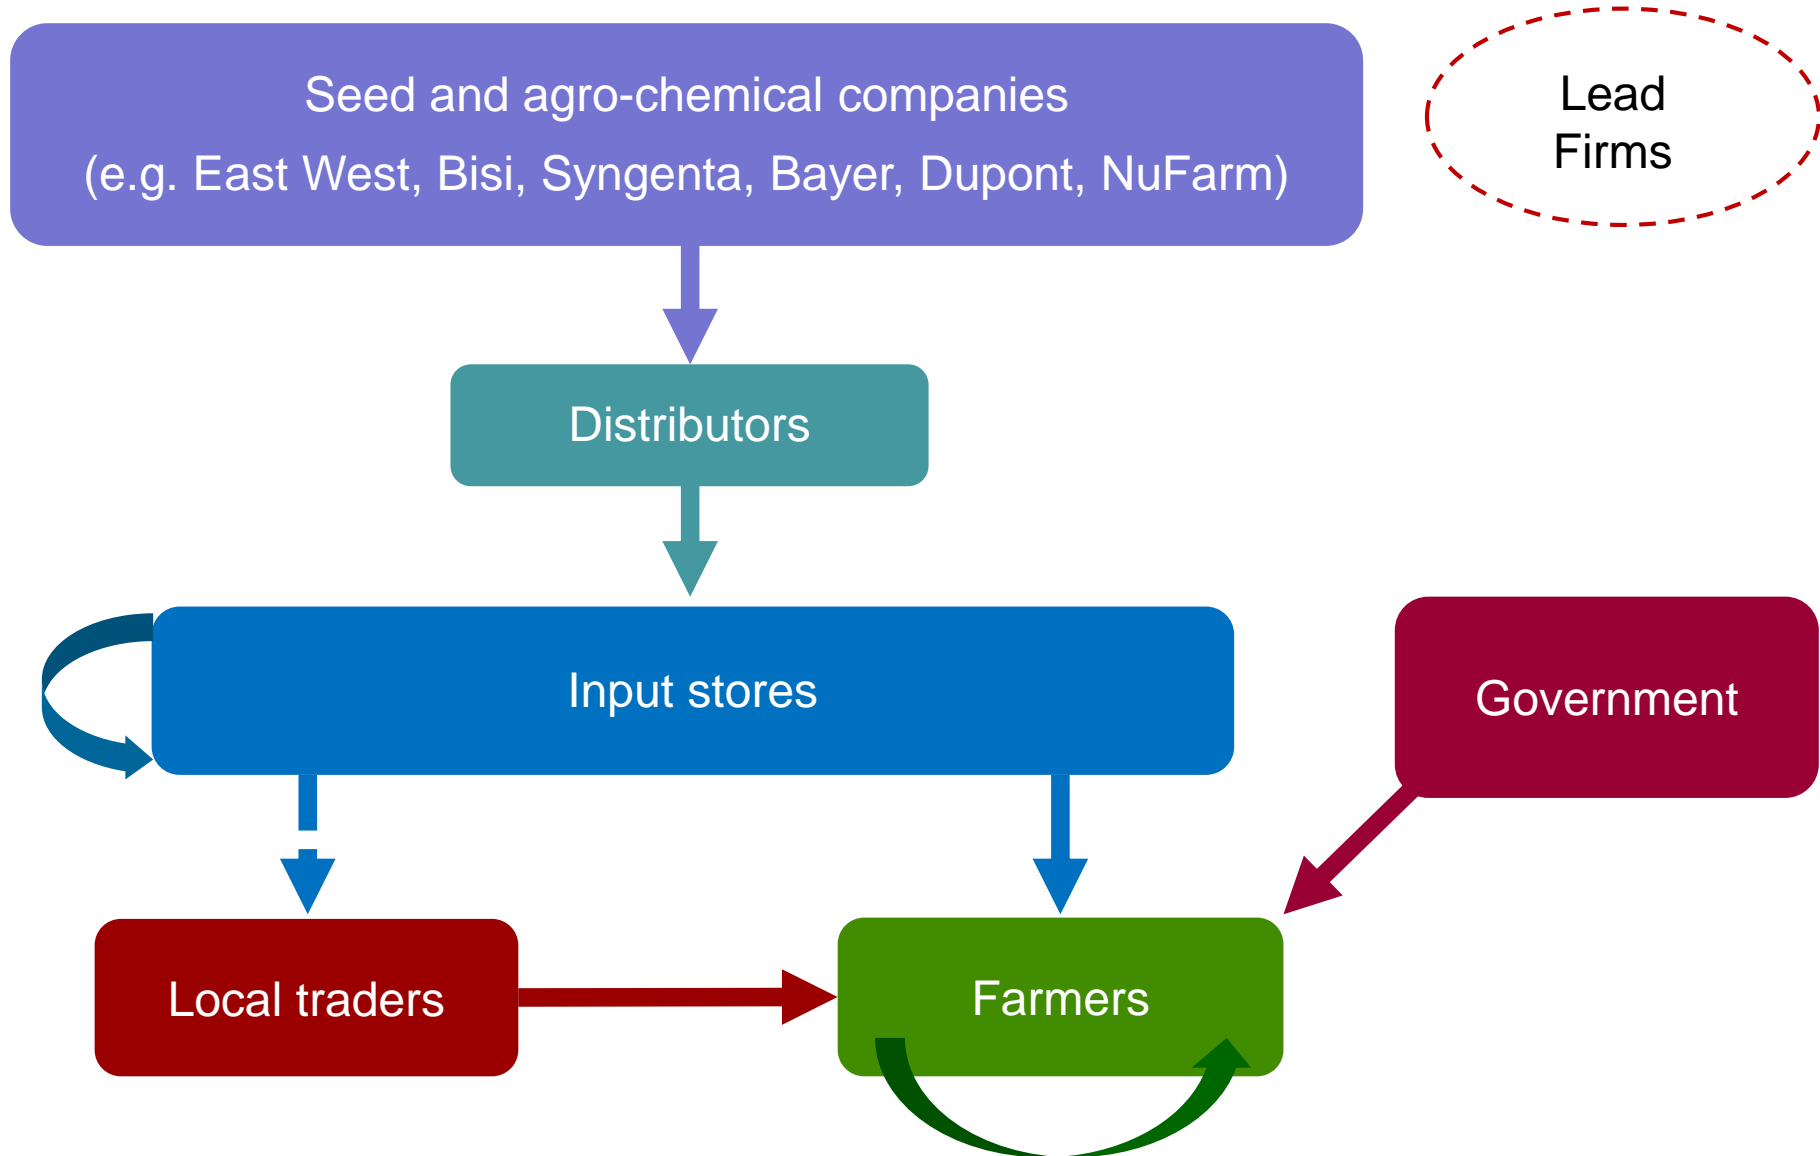 Seed and agro-chemical companies
(e.g. East West, Bisi, Syngenta, Bayer, Dupont, NuFarm)
Lead
Firms
Distributors
Input stores
Government
Local traders
Farmers